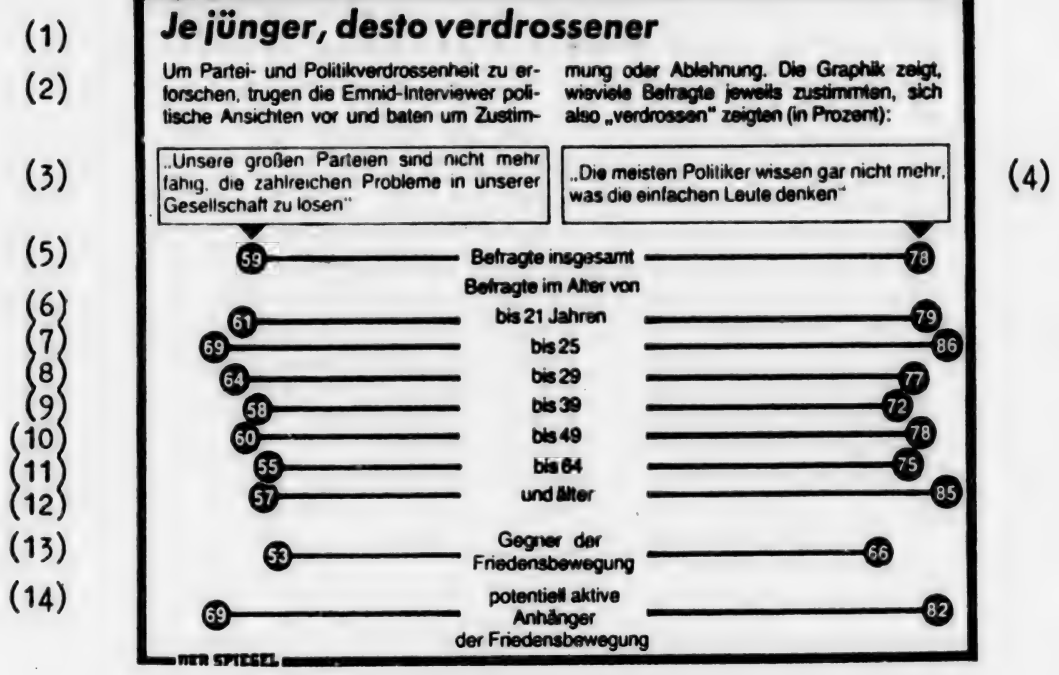 (1)
Je jünger, desto verdrossener
(2)
Um Partei- und Politikverdrossenheit zu er-
forschen, trugen die Emnid-Interviewer poli-
tische Ansichten vor und baten um Zustim-
mung oder Ablehnung. Die Graphik zeigt,
wieviele Befragte jeweils zustimmten, sich
also „verdrossen" zeigten (in Prozent):
(3)
„Unsere großen Parteien sind nicht mehr
fähig, die zahlreichen Probleme in unserer
Gesellschaft zu lösen"
„Die meisten Politiker wissen gar nicht mehr,
was die einfachen Leute denken"
(4)
(5) 59 Befragte insgesamt 78
Befragte im Alter von
(6) 61 bis 21 Jahren 79
(7) 69 bis 25 86
(8) 64 bis 29 77
(9) 58 bis 39 72
(10) 60 bis 49 78
(11) 55 bis 64 75
(12) 57 und älter 85
(13) 53 Gegner der 66
Friedensbewegung
(14) potentiell aktive
69 Anhänger 82
der Friedensbewegung
DER SPIEGEL